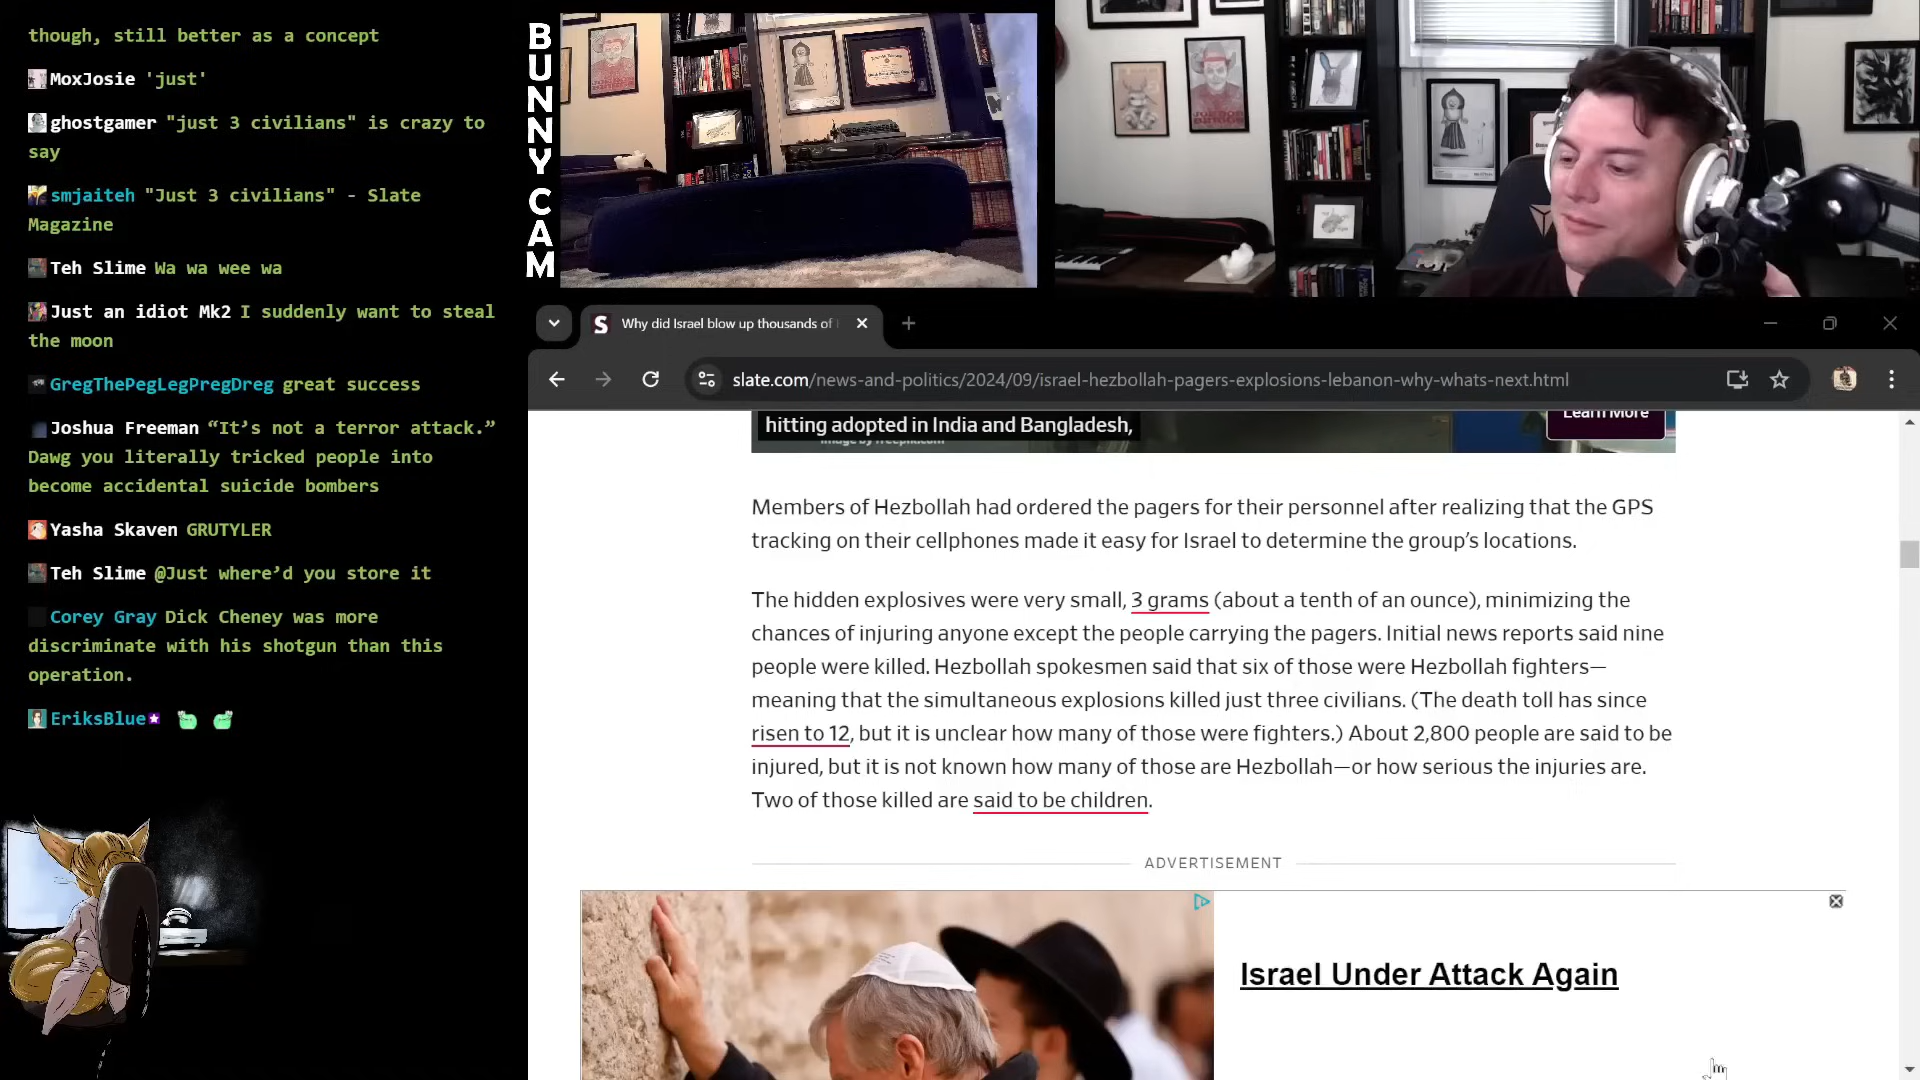 though, still better as a concept
MoxJosie 'just'
ghostgamer "just 3 civilians" is crazy to
say
smjaiteh "Just 3 civilians" - Slate
Magazine
Teh Slime Wa wa wee wa
Just an idiot Mk2 I suddenly want to steal
the moon
GregThePegLegPregDreg great success
Joshua Freeman “It’s not a terror attack.”
Dawg you literally tricked people into
become accidental suicide bombers
Yasha Skaven GRUTYLER
Teh Slime @Just where’d you store it
Corey Gray Dick Cheney was more
discriminate with his shotgun than this
operation.
EriksBlue
BUNNY CAM
Why did Israel blow up thousands of
slate.com/news-and-politics/2024/09/israel-hezbollah-pagers-explosions-lebanon-why-whats-next.html
hitting adopted in India and Bangladesh,
Learn More
Members of Hezbollah had ordered the pagers for their personnel after realizing that the GPS
tracking on their cellphones made it easy for Israel to determine the group’s locations.
The hidden explosives were very small, 3 grams (about a tenth of an ounce), minimizing the
chances of injuring anyone except the people carrying the pagers. Initial news reports said nine
people were killed. Hezbollah spokesmen said that six of those were Hezbollah fighters—
meaning that the simultaneous explosions killed just three civilians. (The death toll has since
risen to 12, but it is unclear how many of those were fighters.) About 2,800 people are said to be
injured, but it is not known how many of those are Hezbollah—or how serious the injuries are.
Two of those killed are said to be children.
ADVERTISEMENT
Israel Under Attack Again